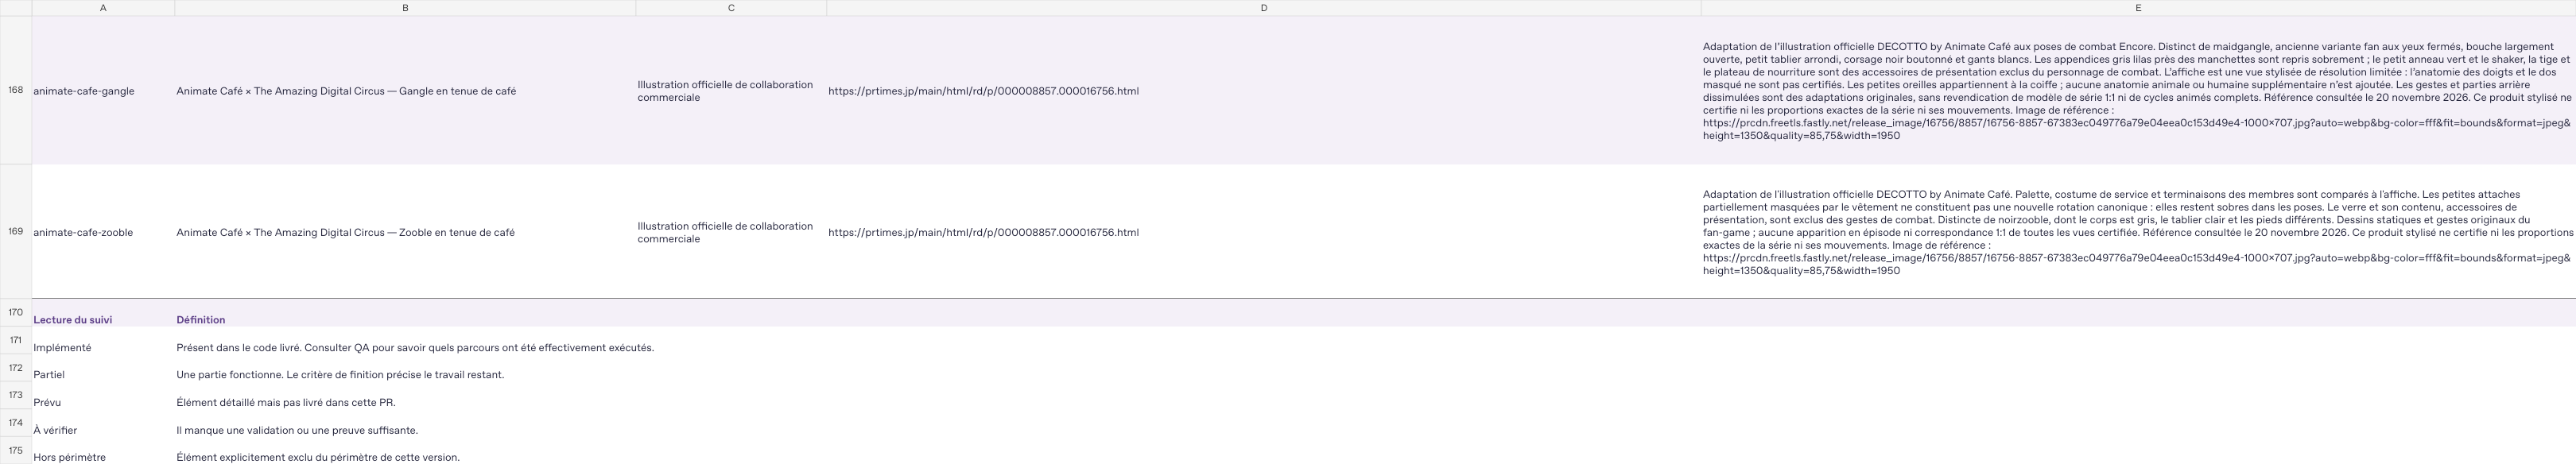 A B C D E
168
animate-cafe-gangle
Animate Café × The Amazing Digital Circus — Gangle en tenue de café
Illustration officielle de collaboration
commerciale
https://prtimes.jp/main/html/rd/p/000008857.000016756.html
Adaptation de l’illustration officielle DECOTTO by Animate Café aux poses de combat Encore. Distinct de maidgangle, ancienne variante fan aux yeux fermés, bouche largement
ouverte, petit tablier arrondi, corsage noir boutonné et gants blancs. Les appendices gris lilas près des manchettes sont repris sobrement ; le petit anneau vert et le shaker, la tige et
le plateau de nourriture sont des accessoires de présentation exclus du personnage de combat. L’affiche est une vue stylisée de résolution limitée : l’anatomie des doigts et le dos
masqué ne sont pas certifiés. Les petites oreilles appartiennent à la coiffe ; aucune anatomie animale ou humaine supplémentaire n’est ajoutée. Les gestes et parties arrière
dissimulées sont des adaptations originales, sans revendication de modèle de série 1:1 ni de cycles animés complets. Référence consultée le 20 novembre 2026. Ce produit stylisé ne
certifie ni les proportions exactes de la série ni ses mouvements. Image de référence :
https://prcdn.freetls.fastly.net/release_image/16756/8857/16756-8857-67383ec049776a79e04eea0c153d49e4-1000×707.jpg?auto=webp&bg-color=fff&fit=bounds&format=jpeg&
height=1350&quality=85,75&width=1950
169
animate-cafe-zooble
Animate Café × The Amazing Digital Circus — Zooble en tenue de café
Illustration officielle de collaboration
commerciale
https://prtimes.jp/main/html/rd/p/000008857.000016756.html
Adaptation de l’illustration officielle DECOTTO by Animate Café. Palette, costume de service et terminaisons des membres sont comparés à l’affiche. Les petites attaches
partiellement masquées par le vêtement ne constituent pas une nouvelle rotation canonique : elles restent sobres dans les poses. Le verre et son contenu, accessoires de
présentation, sont exclus des gestes de combat. Distincte de noirzooble, dont le corps est gris, le tablier clair et les pieds différents. Dessins statiques et gestes originaux du
fan-game ; aucune apparition en épisode ni correspondance 1:1 de toutes les vues certifiée. Référence consultée le 20 novembre 2026. Ce produit stylisé ne certifie ni les proportions
exactes de la série ni ses mouvements. Image de référence :
https://prcdn.freetls.fastly.net/release_image/16756/8857/16756-8857-67383ec049776a79e04eea0c153d49e4-1000×707.jpg?auto=webp&bg-color=fff&fit=bounds&format=jpeg&
height=1350&quality=85,75&width=1950
170 Lecture du suivi Définition
171 Implémenté Présent dans le code livré. Consulter QA pour savoir quels parcours ont été effectivement exécutés.
172 Partiel Une partie fonctionne. Le critère de finition précise le travail restant.
173 Prévu Élément détaillé mais pas livré dans cette PR.
174 À vérifier Il manque une validation ou une preuve suffisante.
175 Hors périmètre Élément explicitement exclu du périmètre de cette version.